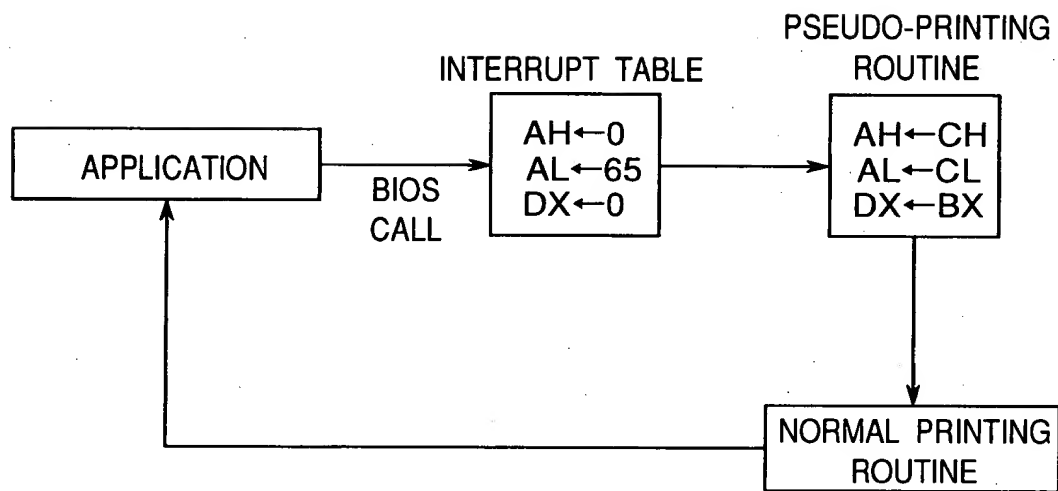 PSEUDO-PRINTING
ROUTINE
INTERRUPT TABLE
APPLICATION
BIOS
CALL
AH←0
AL←65
DX←0
AH←CH
AL←CL
DX←BX
NORMAL PRINTING
ROUTINE